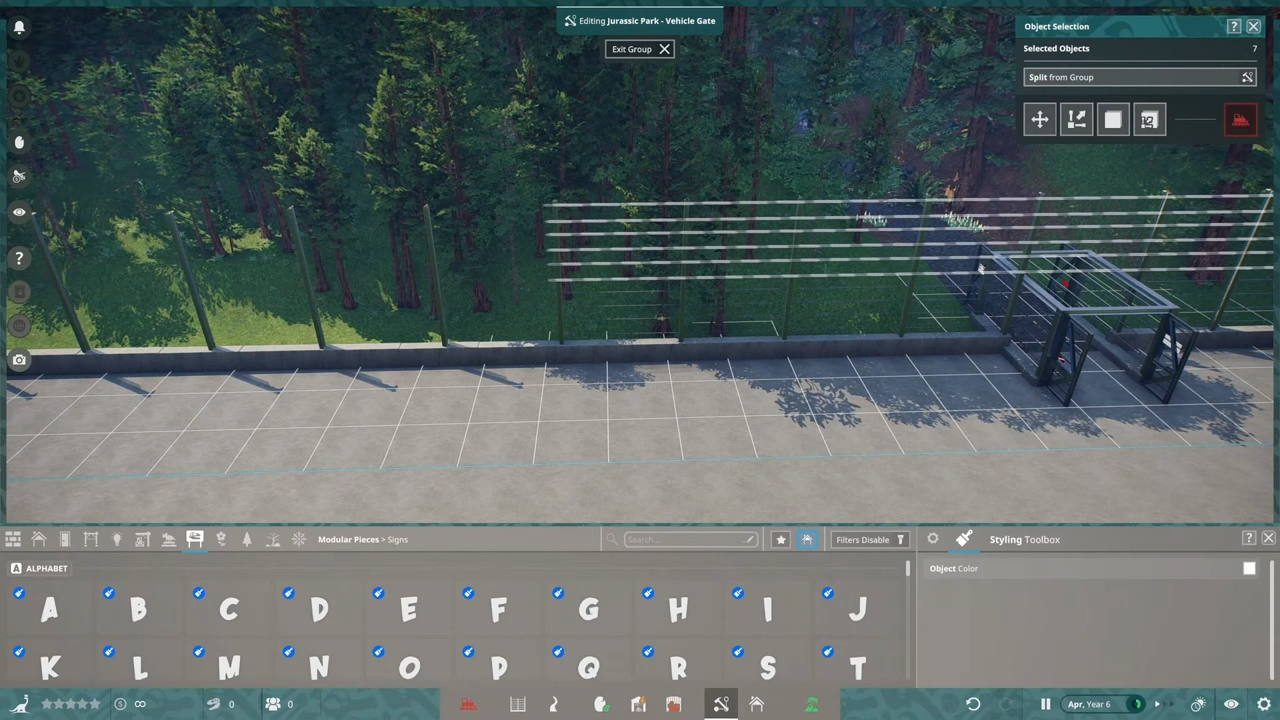 Editing Jurassic Park - Vehicle Gate
Exit Group
Object Selection
?
Selected Objects 7
Split from Group
?
Modular Pieces > Signs
Search...
Filters Disable
Styling Toolbox
?
A ALPHABET
Object Color
A B C D E F G H I J
K L M N O P Q R S T
$ ∞
0
0
Apr, Year 6